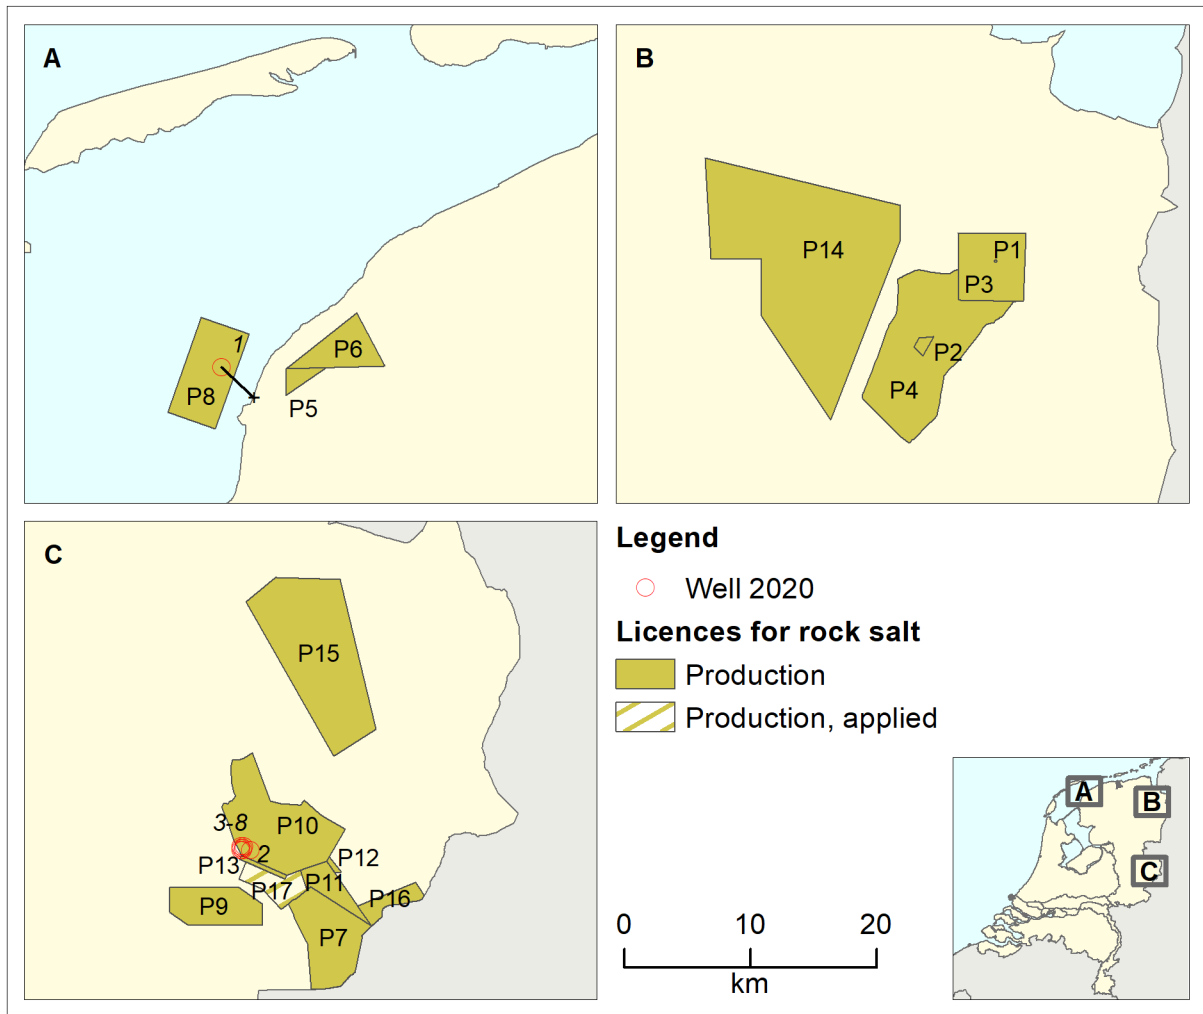 A
1
P8
P6
P5
B
P14
P1
P3
P2
P4
C
P15
3-8
P10
2
P13
P12
P17
P11
P16
P9
P7
Legend
Well 2020
Licences for rock salt
Production
Production, applied
0 10 20
km
A
B
C